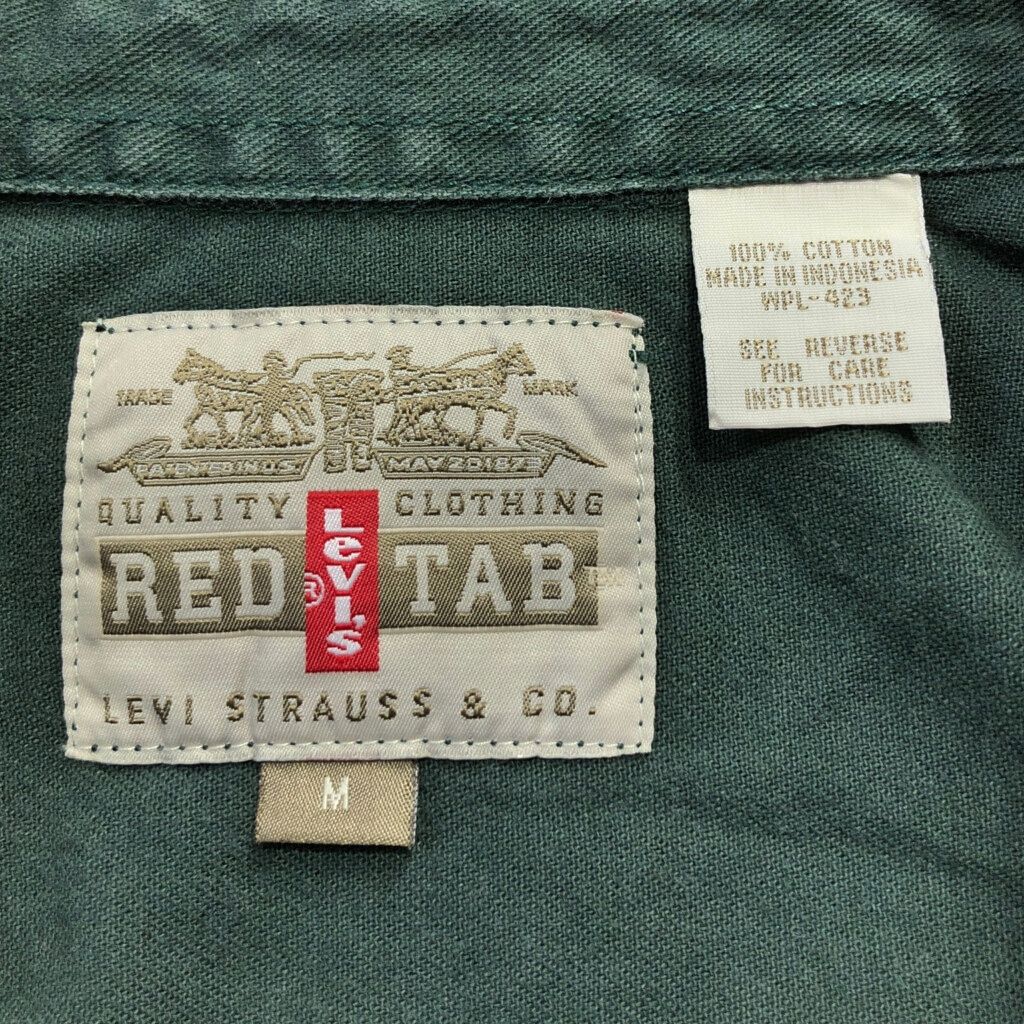 TRADE MARK
PATENTED IN U.S. MAY 20 1873
QUALITY CLOTHING
RED TAB
Levi's ®
LEVI STRAUSS & CO.
M
100% COTTON
MADE IN INDONESIA
WPL-423
SEE REVERSE
FOR CARE
INSTRUCTIONS